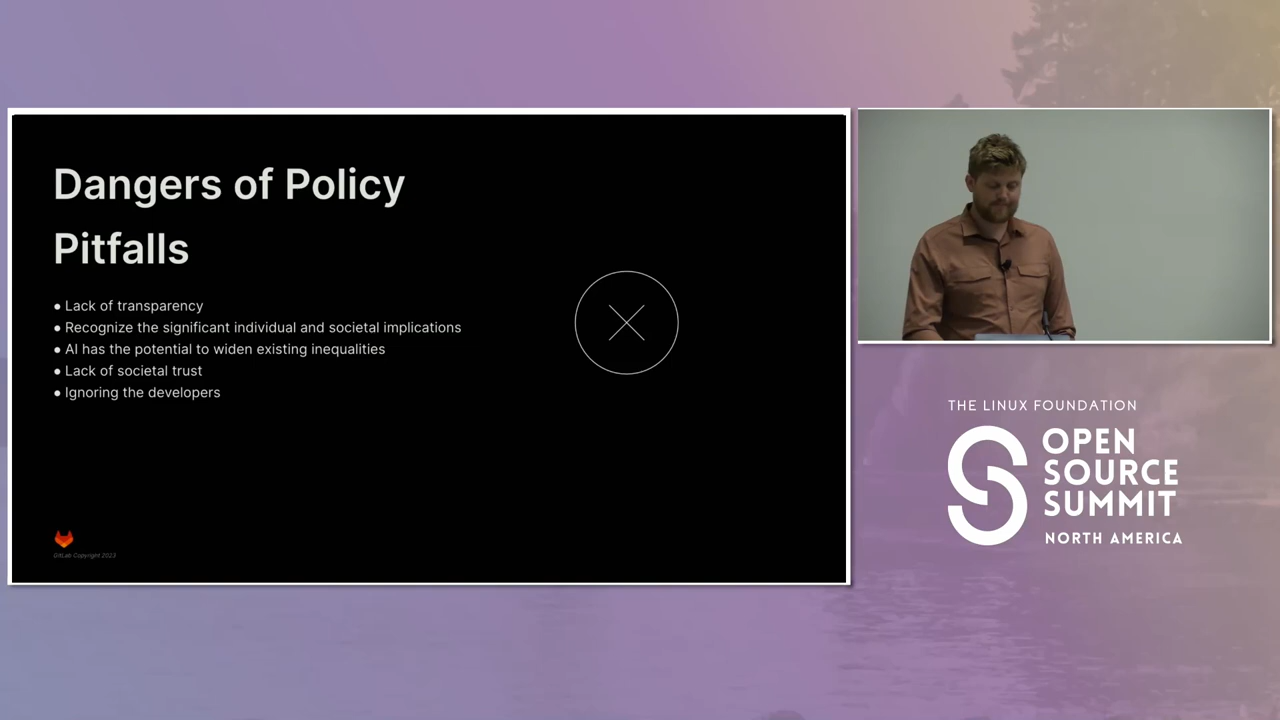 Dangers of Policy
Pitfalls
● Lack of transparency
● Recognize the significant individual and societal implications
● AI has the potential to widen existing inequalities
● Lack of societal trust
● Ignoring the developers
GitLab Copyright 2023
THE LINUX FOUNDATION
OPEN
SOURCE
SUMMIT
NORTH AMERICA